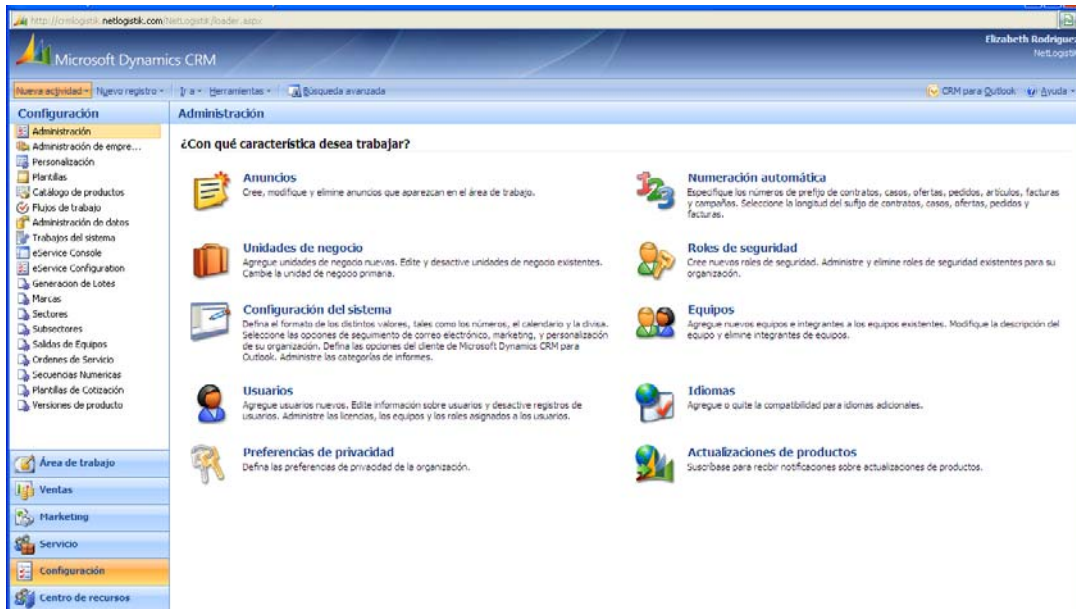 http://crmlogistik.netlogistik.com/NetLogistik/loader.aspx
Microsoft Dynamics CRM
Elizabeth Rodriguez
NetLogistik
Nueva actividad Nuevo registro Ir a Herramientas Búsqueda avanzada CRM para Outlook Ayuda
Configuración
Administración
Administración de empre...
Personalización
Plantillas
Catálogo de productos
Flujos de trabajo
Administración de datos
Trabajos del sistema
eService Console
eService Configuration
Generacion de Lotes
Marcas
Sectores
Subsectores
Salidas de Equipos
Ordenes de Servicio
Secuencias Numericas
Plantillas de Cotización
Versiones de producto
Área de trabajo
Ventas
Marketing
Servicio
Configuración
Centro de recursos
Administración
¿Con qué característica desea trabajar?
Anuncios
Cree, modifique y elimine anuncios que aparezcan en el área de trabajo.
Numeración automática
Especifique los números de prefijo de contratos, casos, ofertas, pedidos, artículos, facturas
y campañas. Seleccione la longitud del sufijo de contratos, casos, ofertas, pedidos y
facturas.
Unidades de negocio
Agregue unidades de negocio nuevas. Edite y desactive unidades de negocio existentes.
Cambie la unidad de negocio primaria.
Roles de seguridad
Cree nuevos roles de seguridad. Administre y elimine roles de seguridad existentes para su
organización.
Configuración del sistema
Defina el formato de los distintos valores, tales como los números, el calendario y la divisa.
Seleccione las opciones de seguimiento de correo electrónico, marketing, y personalización
de su organización. Defina las opciones del cliente de Microsoft Dynamics CRM para
Outlook. Administre las categorías de informes.
Equipos
Agregue nuevos equipos e integrantes a los equipos existentes. Modifique la descripción del
equipo y elimine integrantes de equipos.
Usuarios
Agregue usuarios nuevos. Edite información sobre usuarios y desactive registros de
usuarios. Administre las licencias, los equipos y los roles asignados a los usuarios.
Idiomas
Agregue o quite la compatibilidad para idiomas adicionales.
Preferencias de privacidad
Defina las preferencias de privacidad de la organización.
Actualizaciones de productos
Suscríbase para recibir notificaciones sobre actualizaciones de productos.